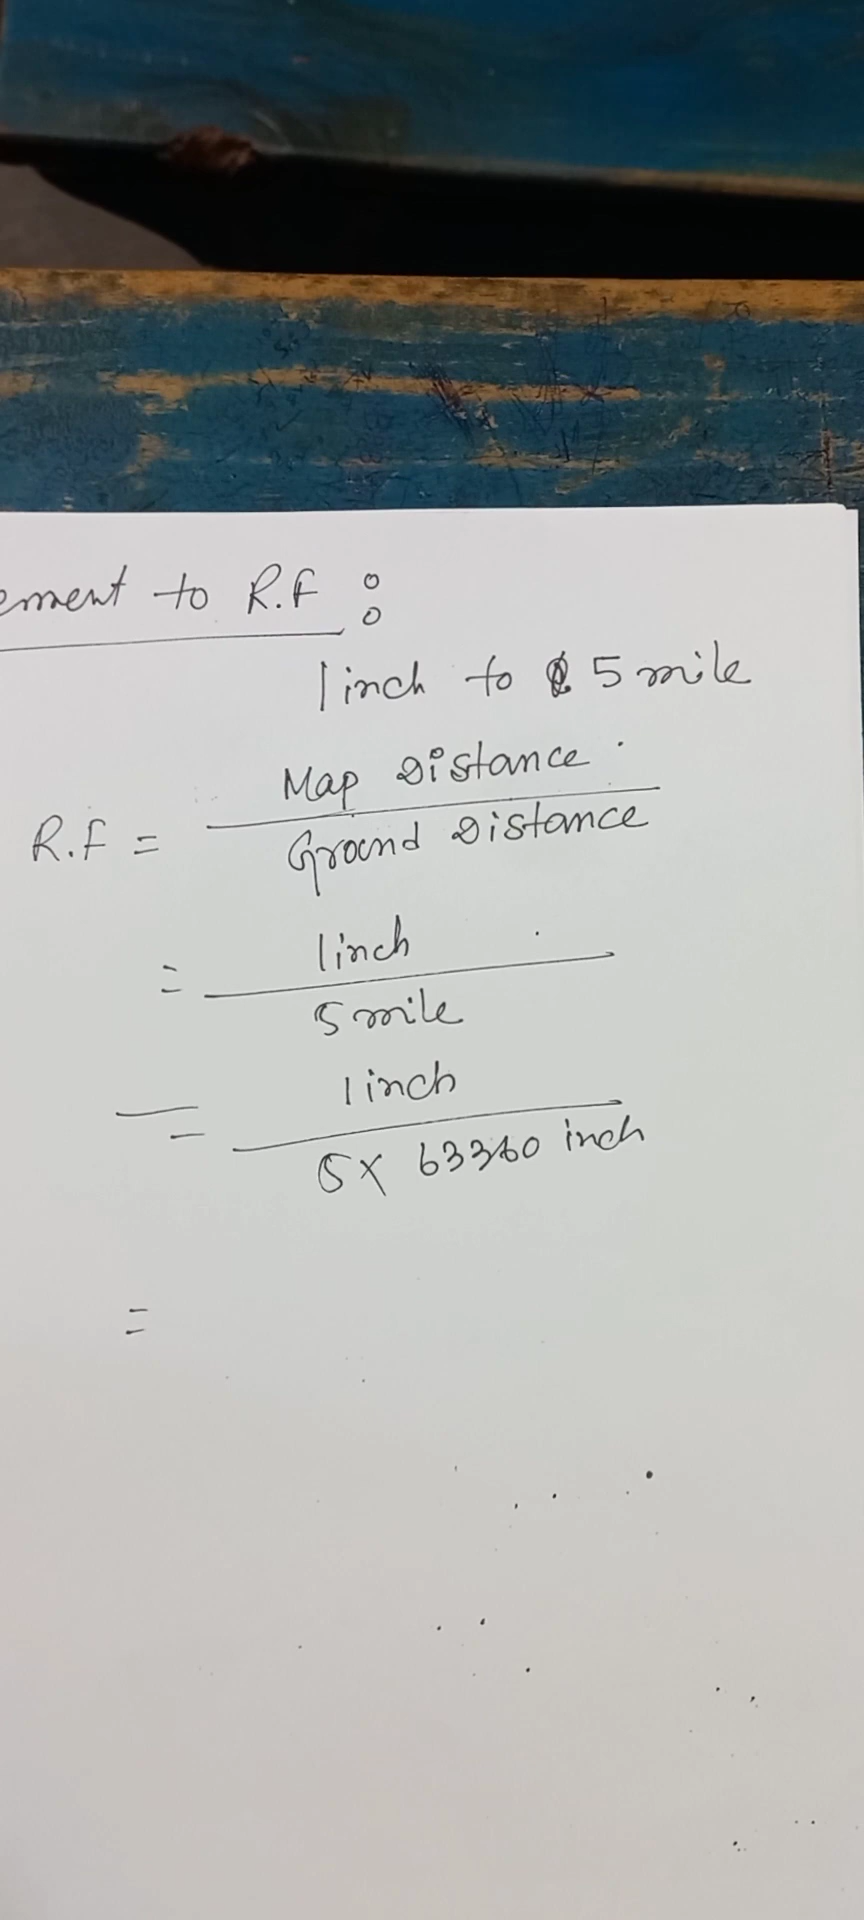 ement to R.F :
1 inch to 5 mile
Map Distance
R.F =
Ground Distance
= 1 inch
5 mile
= 1 inch
5 x 63360 inch
=